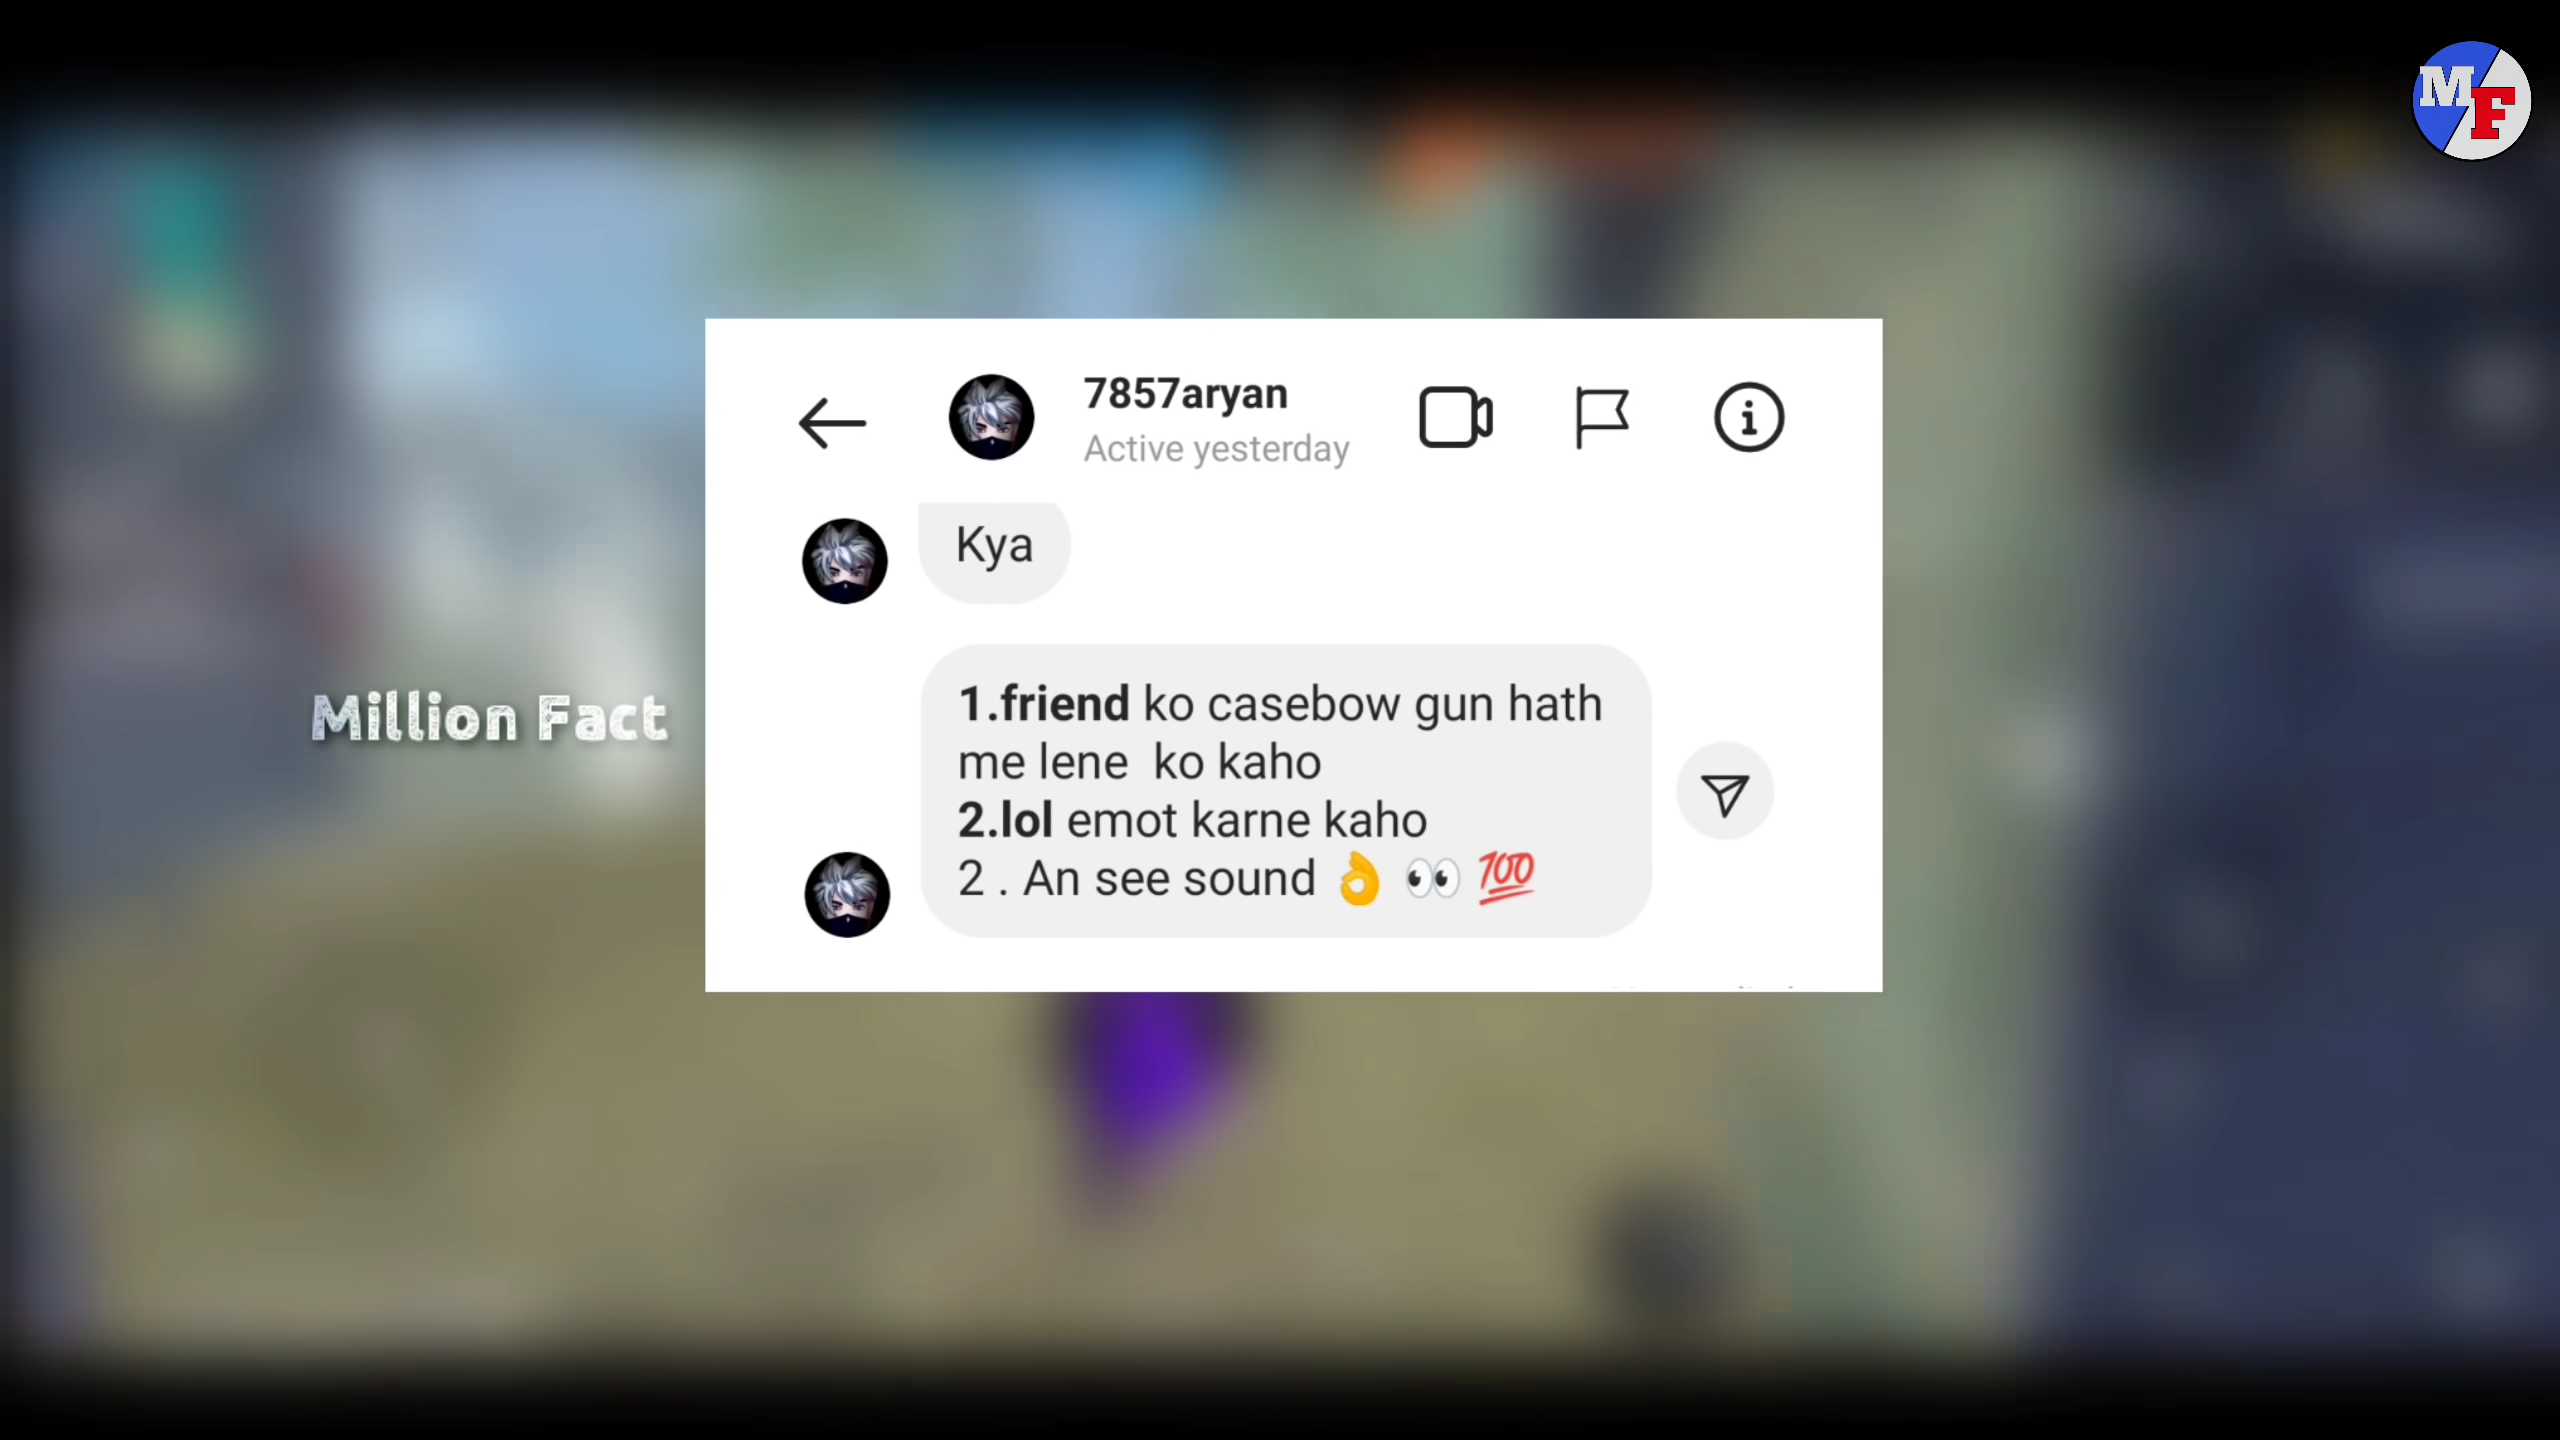 MF
7857aryan
Active yesterday
Kya
Million Fact
1.friend ko casebow gun hath
me lene  ko kaho
2.lol emot karne kaho
2 . An see sound 👌 👀 💯